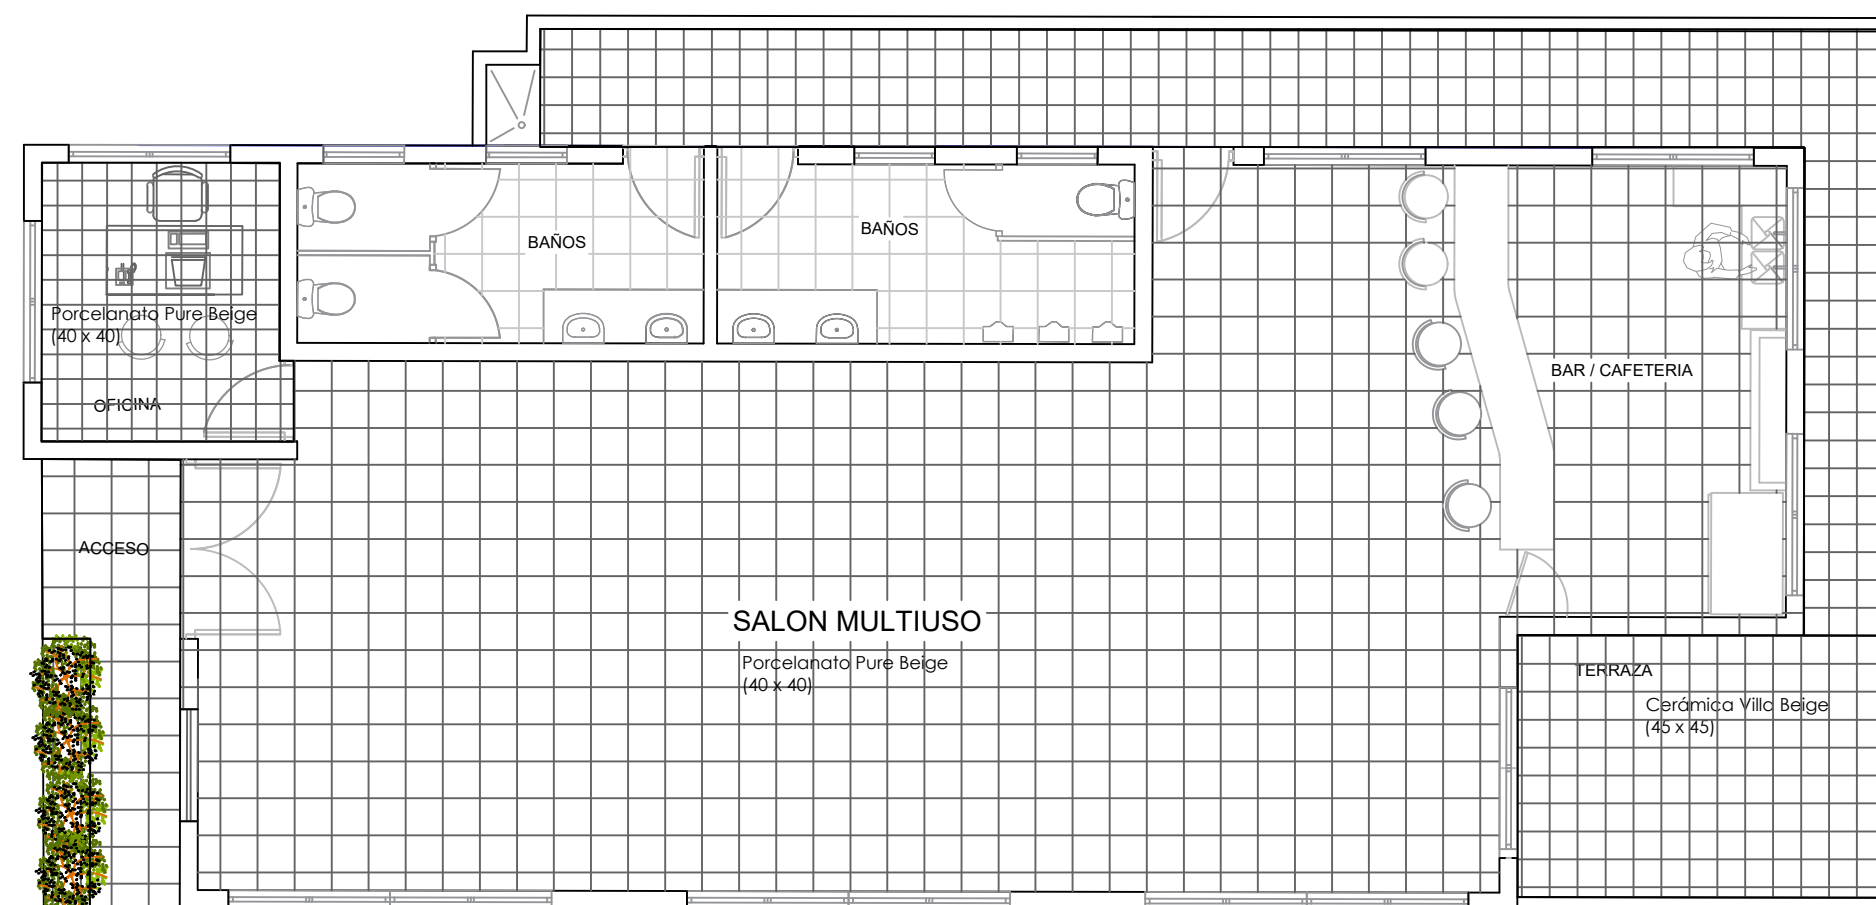 BAÑOS
BAÑOS
Porcelanato Pure Beige
(40 x 40)
OFICINA
BAR / CAFETERIA
ACCESO
SALON MULTIUSO
Porcelanato Pure Beige
(40 x 40)
TERRAZA
Cerámica Villa Beige
(45 x 45)